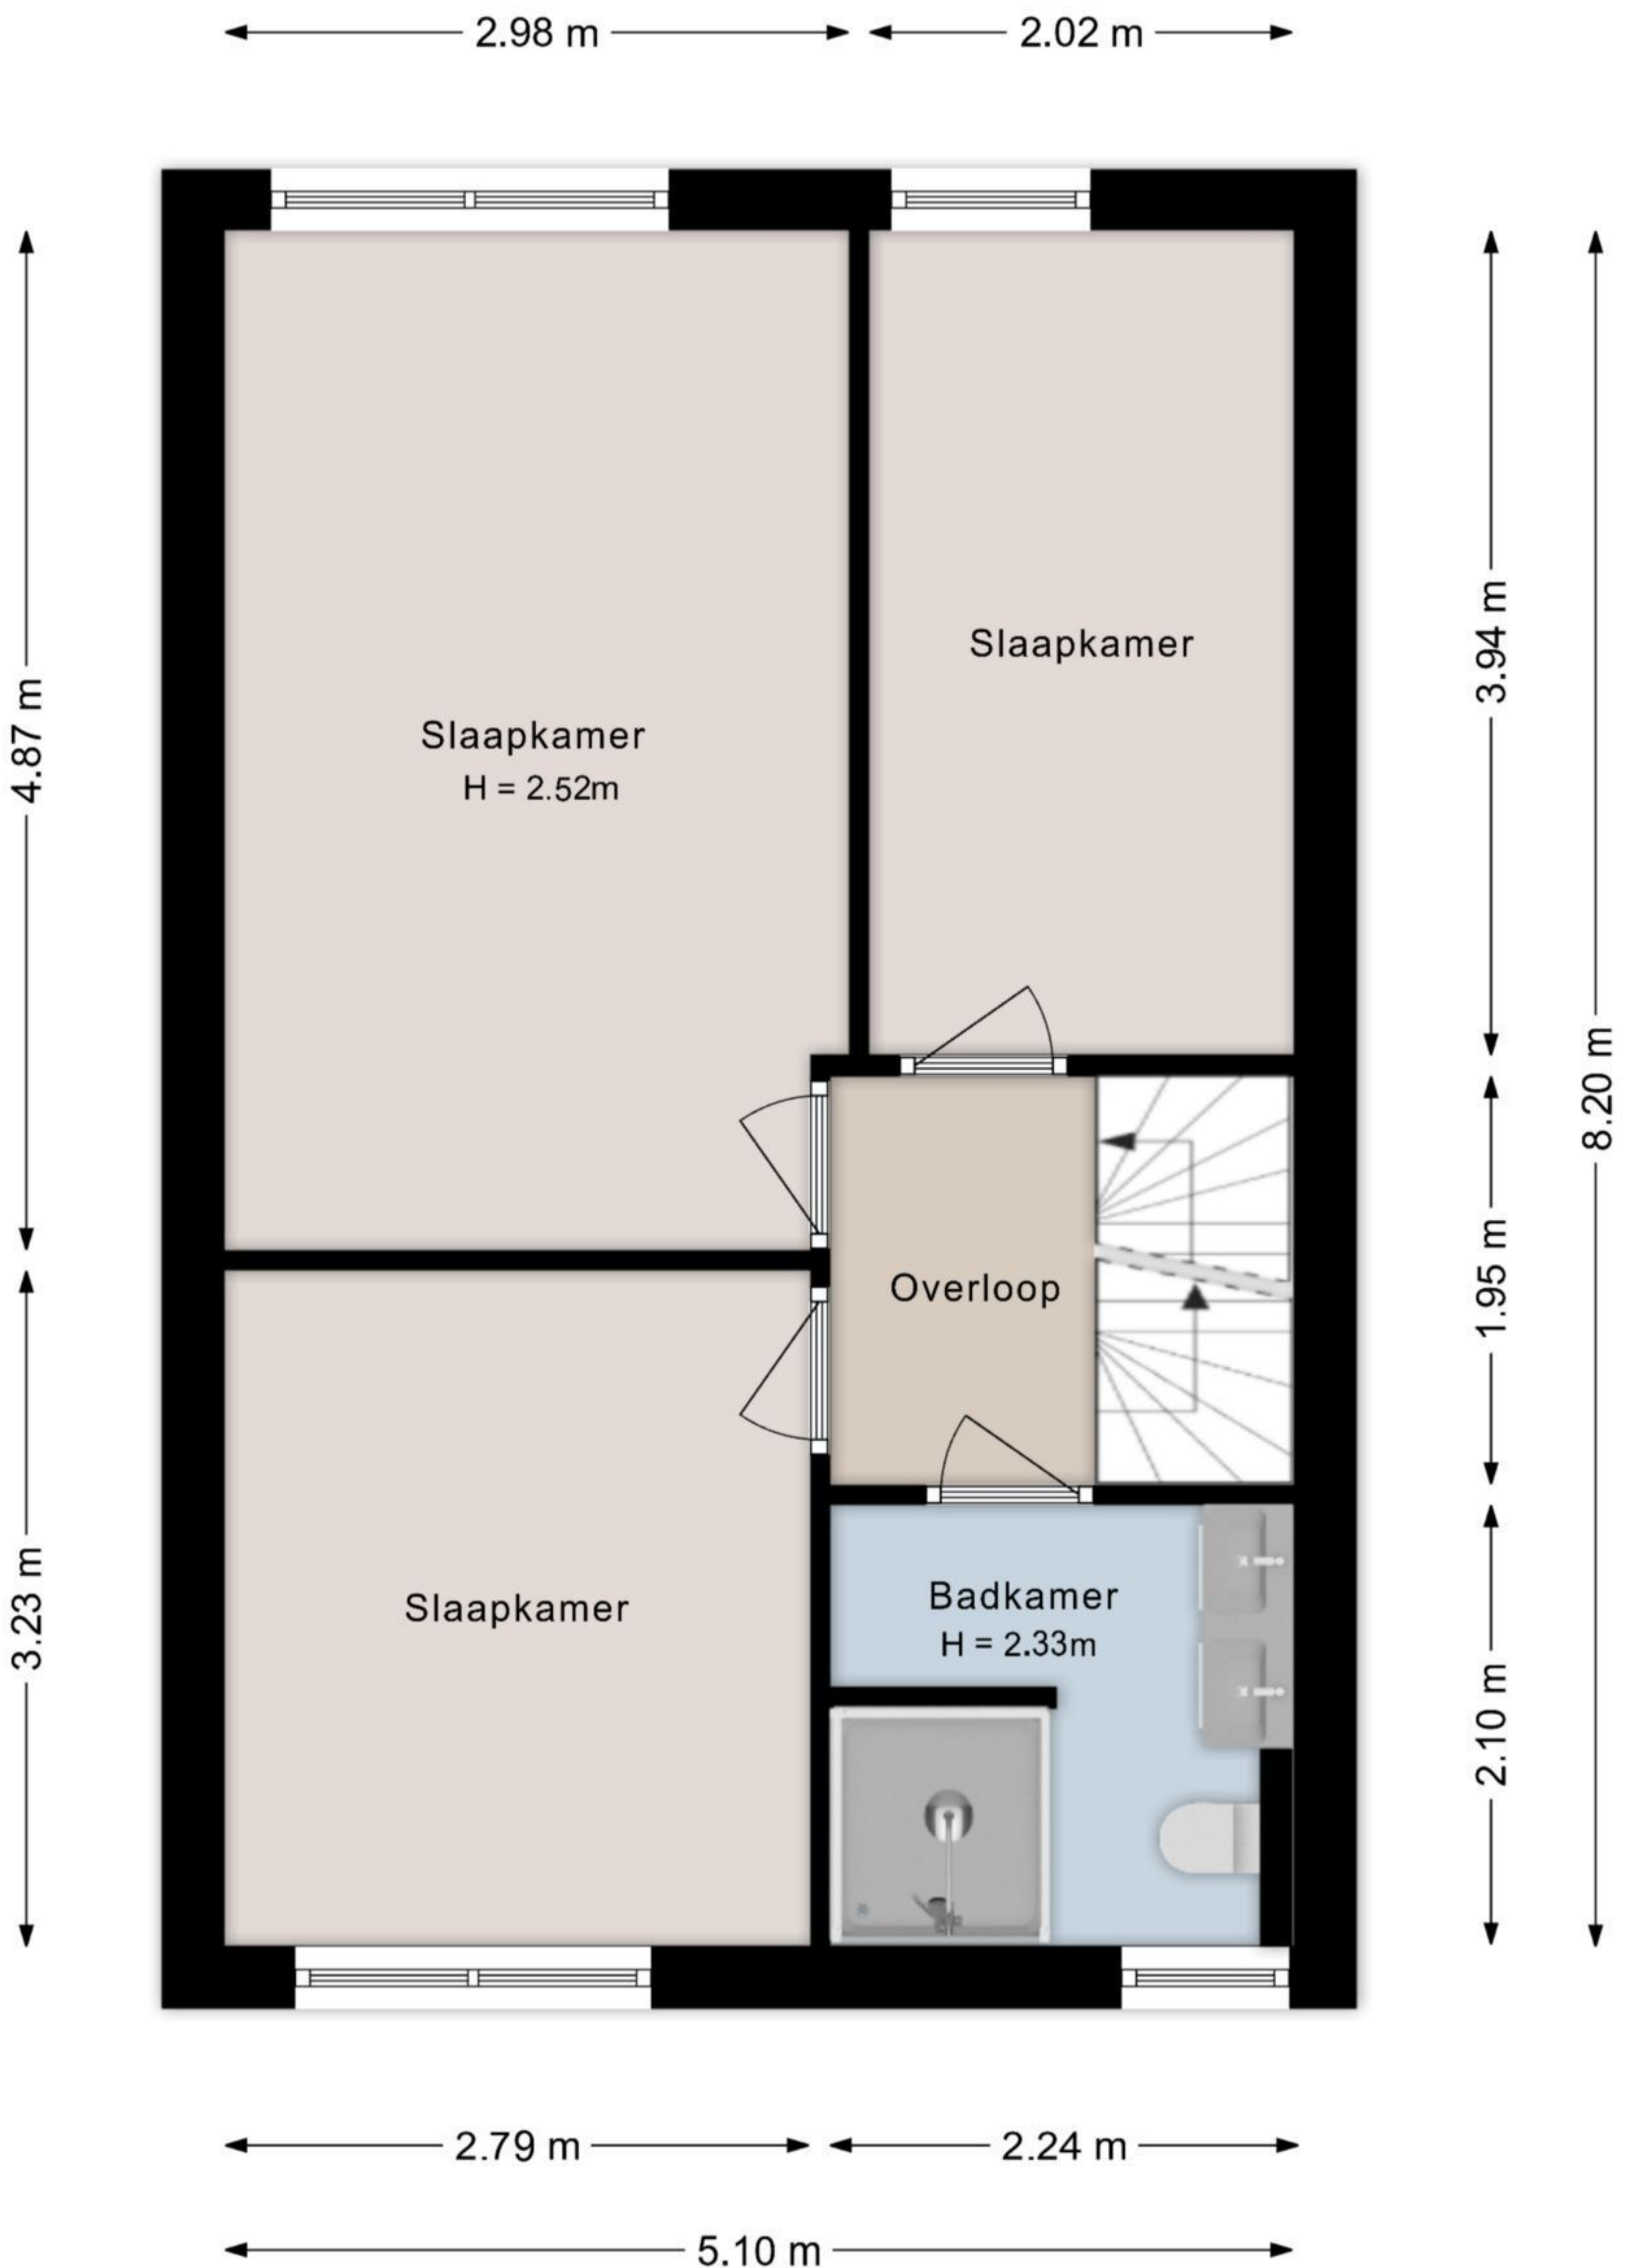 2.98 m
2.02 m
4.87 m
3.94 m
8.20 m
Slaapkamer
Slaapkamer
H = 2.52m
1.95 m
Overloop
3.23 m
Slaapkamer
Badkamer
H = 2.33m
2.10 m
2.79 m
2.24 m
5.10 m